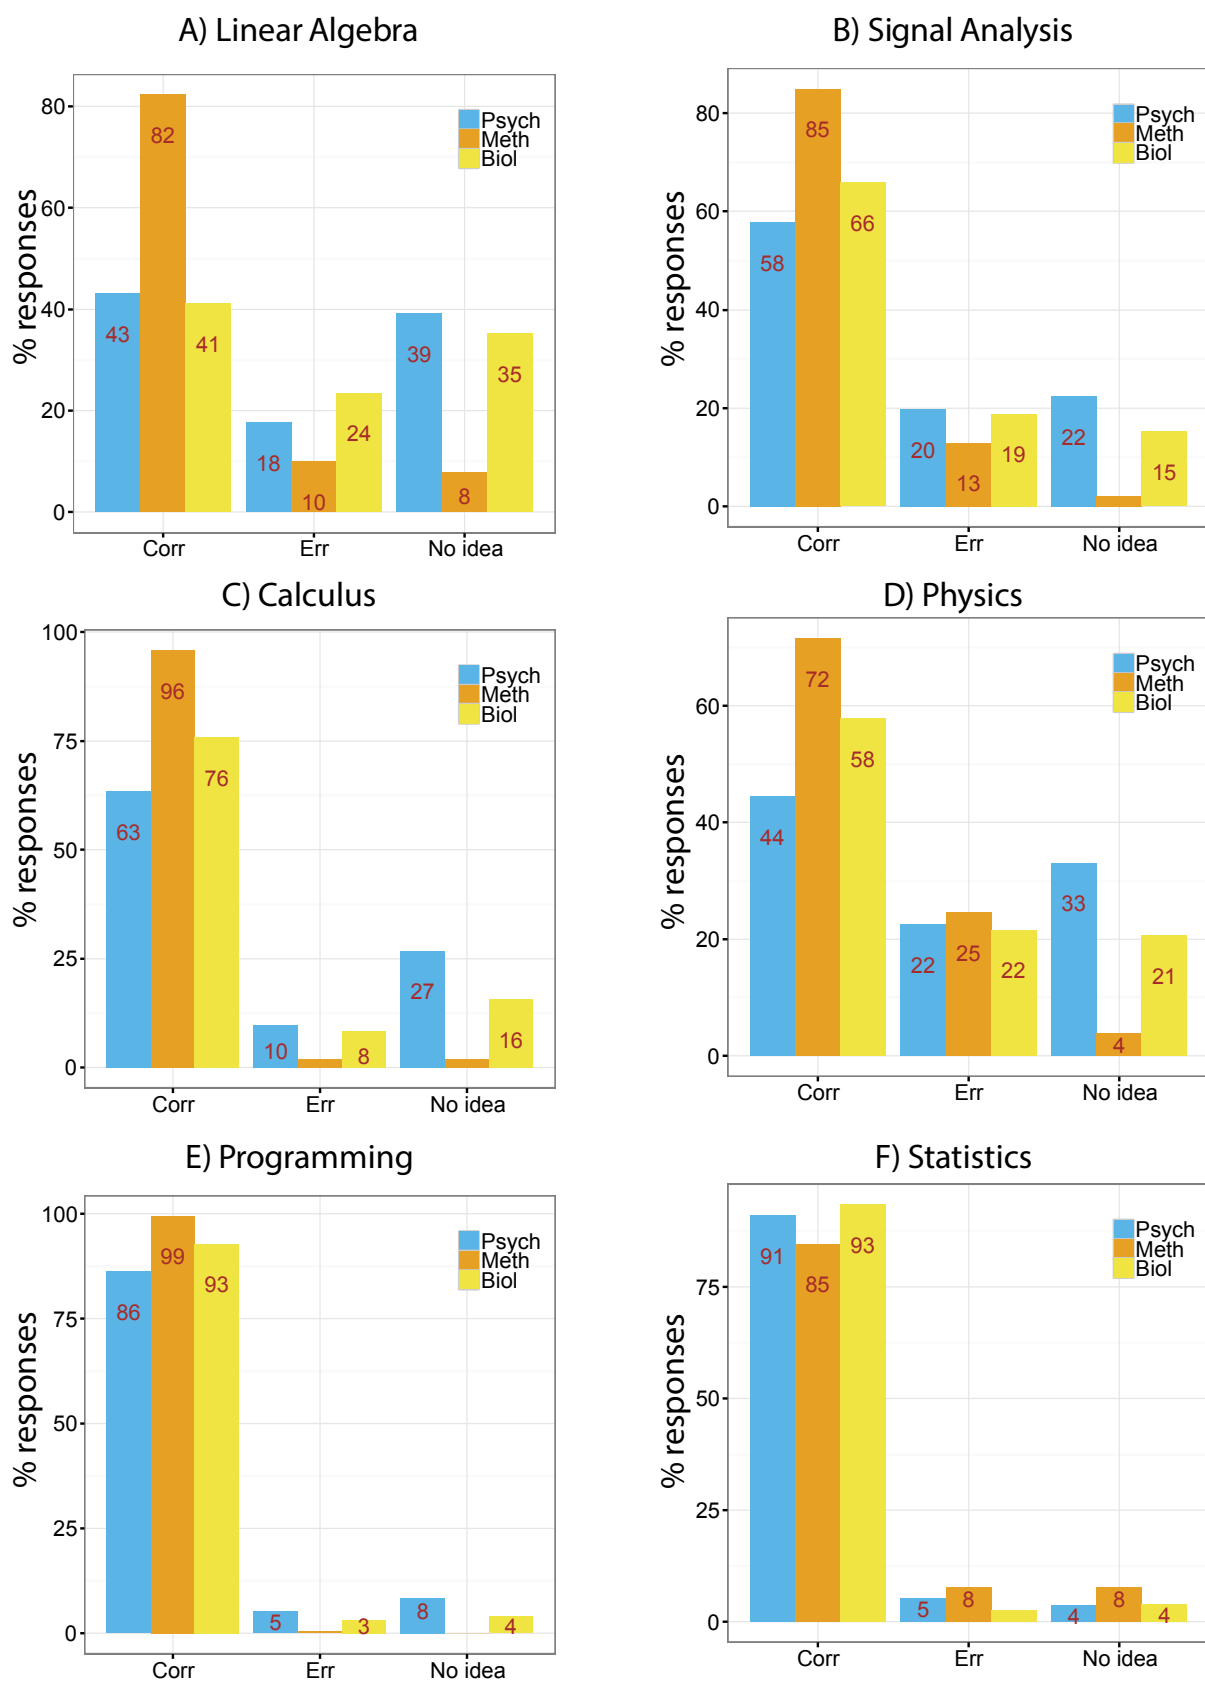 A) Linear Algebra
% responses
80
60
40
20
0
Psych
Meth
Biol
43
82
41
18
10
24
39
8
35
Corr Err No idea
B) Signal Analysis
% responses
80
60
40
20
0
Psych
Meth
Biol
58
85
66
20
13
19
22
15
Corr Err No idea
C) Calculus
% responses
100
75
50
25
0
Psych
Meth
Biol
63
96
76
10
8
27
16
Corr Err No idea
D) Physics
% responses
60
40
20
0
Psych
Meth
Biol
44
72
58
22
25
22
33
4
21
Corr Err No idea
E) Programming
% responses
100
75
50
25
0
Psych
Meth
Biol
86
99
93
5
3
8
4
Corr Err No idea
F) Statistics
% responses
75
50
25
0
Psych
Meth
Biol
91
85
93
5
8
4
8
4
Corr Err No idea